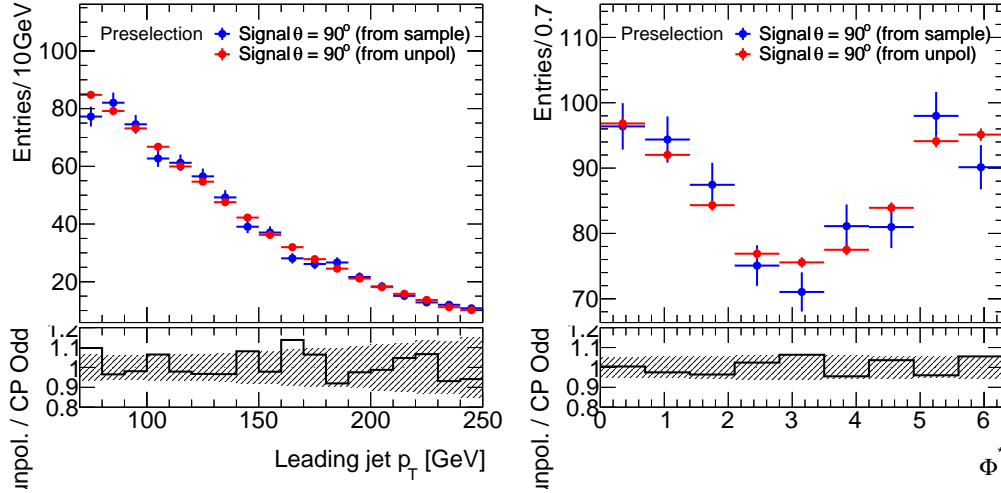 Entries/ 10GeV
Preselection
Signal θ = 90° (from sample)
Signal θ = 90° (from unpol)
100
80
60
40
20
unpol. / CP Odd
1.2
1.1
1
0.9
0.8
100
150
200
250
Leading jet p_T [GeV]
Entries/ 0.7
Preselection
Signal θ = 90° (from sample)
Signal θ = 90° (from unpol)
110
100
90
80
70
unpol. / CP Odd
1.2
1.1
1
0.9
0.8
0
1
2
3
4
5
6
Φ*